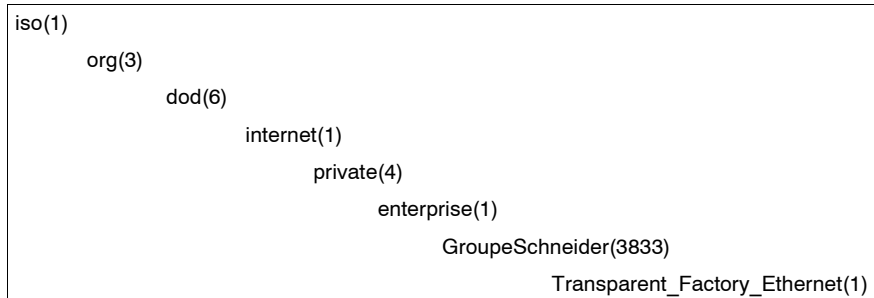 iso(1)
org(3)
dod(6)
internet(1)
private(4)
enterprise(1)
GroupeSchneider(3833)
Transparent_Factory_Ethernet(1)